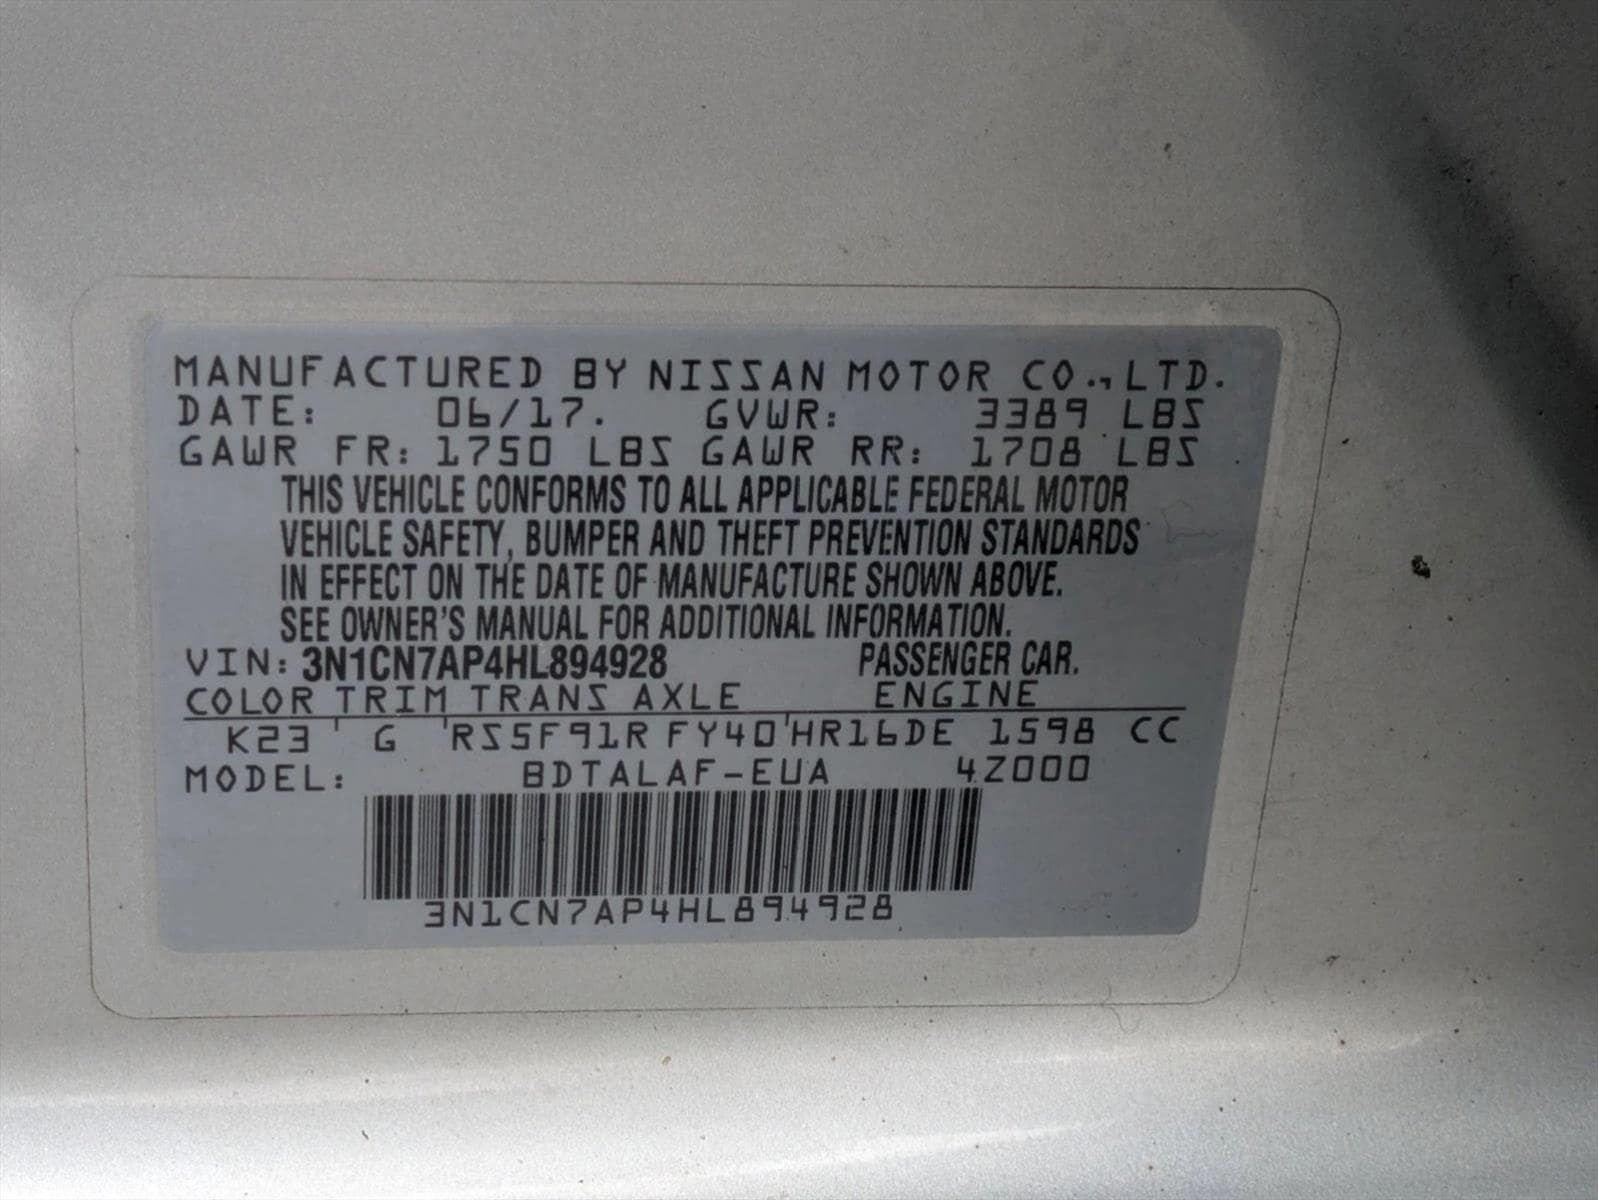 MANUFACTURED BY NISSAN MOTOR CO., LTD.
DATE: 06/17. GVWR: 3389 LBS
GAWR FR: 1750 LBS GAWR RR: 1708 LBS
THIS VEHICLE CONFORMS TO ALL APPLICABLE FEDERAL MOTOR
VEHICLE SAFETY, BUMPER AND THEFT PREVENTION STANDARDS
IN EFFECT ON THE DATE OF MANUFACTURE SHOWN ABOVE.
SEE OWNER'S MANUAL FOR ADDITIONAL INFORMATION.
VIN: 3N1CN7AP4HL894928 PASSENGER CAR.
COLOR TRIM TRANS AXLE ENGINE
K23 ' G 'RS5F91R FY40'HR16DE 1598 CC
MODEL: BDTALAF-EUA 4Z000
3N1CN7AP4HL894928